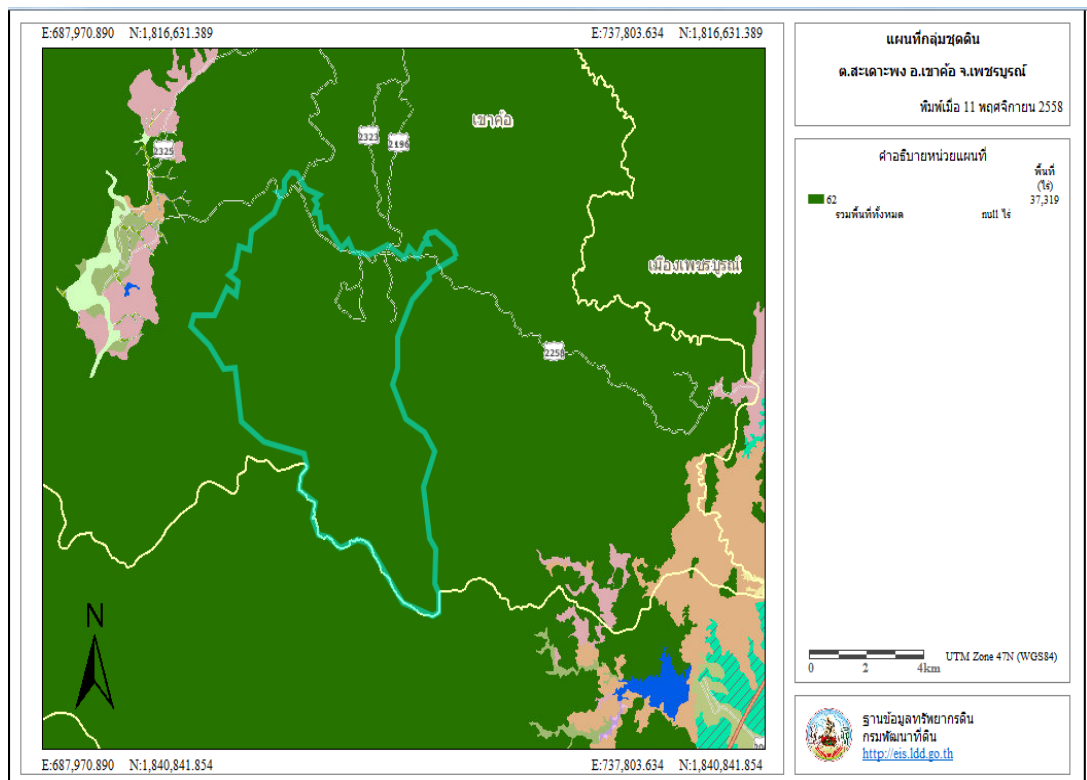 E:687,970.890 N:1,816,631.389
E:737,803.634 N:1,816,631.389
แผนที่กลุ่มชุดดิน
ต.สะเดาะพง อ.เขาค้อ จ.เพชรบูรณ์
พิมพ์เมื่อ 11 พฤศจิกายน 2558
คำอธิบายหน่วยแผนที่
พื้นที่
(ไร่)
62 37,319
รวมพื้นที่ทั้งหมด null ไร่
เขาค้อ
2323
2196
2325
เมืองเพชรบูรณ์
2258
N
0 2 4km
UTM Zone 47N (WGS84)
ฐานข้อมูลทรัพยากรดิน
กรมพัฒนาที่ดิน
http://eis.ldd.go.th
E:687,970.890 N:1,840,841.854
E:737,803.634 N:1,840,841.854